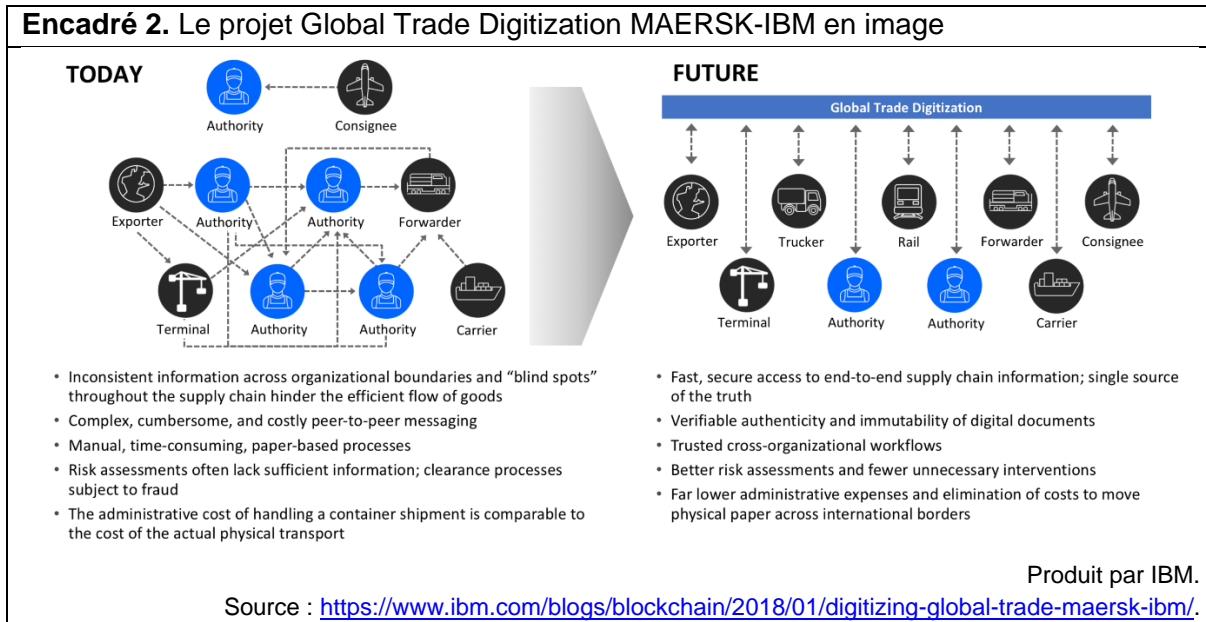 Encadré 2. Le projet Global Trade Digitization MAERSK-IBM en image
TODAY
Authority
Consignee
Exporter
Authority
Authority
Forwarder
Terminal
Authority
Authority
Carrier
• Inconsistent information across organizational boundaries and “blind spots”
throughout the supply chain hinder the efficient flow of goods
• Complex, cumbersome, and costly peer-to-peer messaging
• Manual, time-consuming, paper-based processes
• Risk assessments often lack sufficient information; clearance processes
subject to fraud
• The administrative cost of handling a container shipment is comparable to
the cost of the actual physical transport
FUTURE
Global Trade Digitization
Exporter
Trucker
Rail
Forwarder
Consignee
Terminal
Authority
Authority
Carrier
• Fast, secure access to end-to-end supply chain information; single source
of the truth
• Verifiable authenticity and immutability of digital documents
• Trusted cross-organizational workflows
• Better risk assessments and fewer unnecessary interventions
• Far lower administrative expenses and elimination of costs to move
physical paper across international borders
Produit par IBM.
Source : https://www.ibm.com/blogs/blockchain/2018/01/digitizing-global-trade-maersk-ibm/.